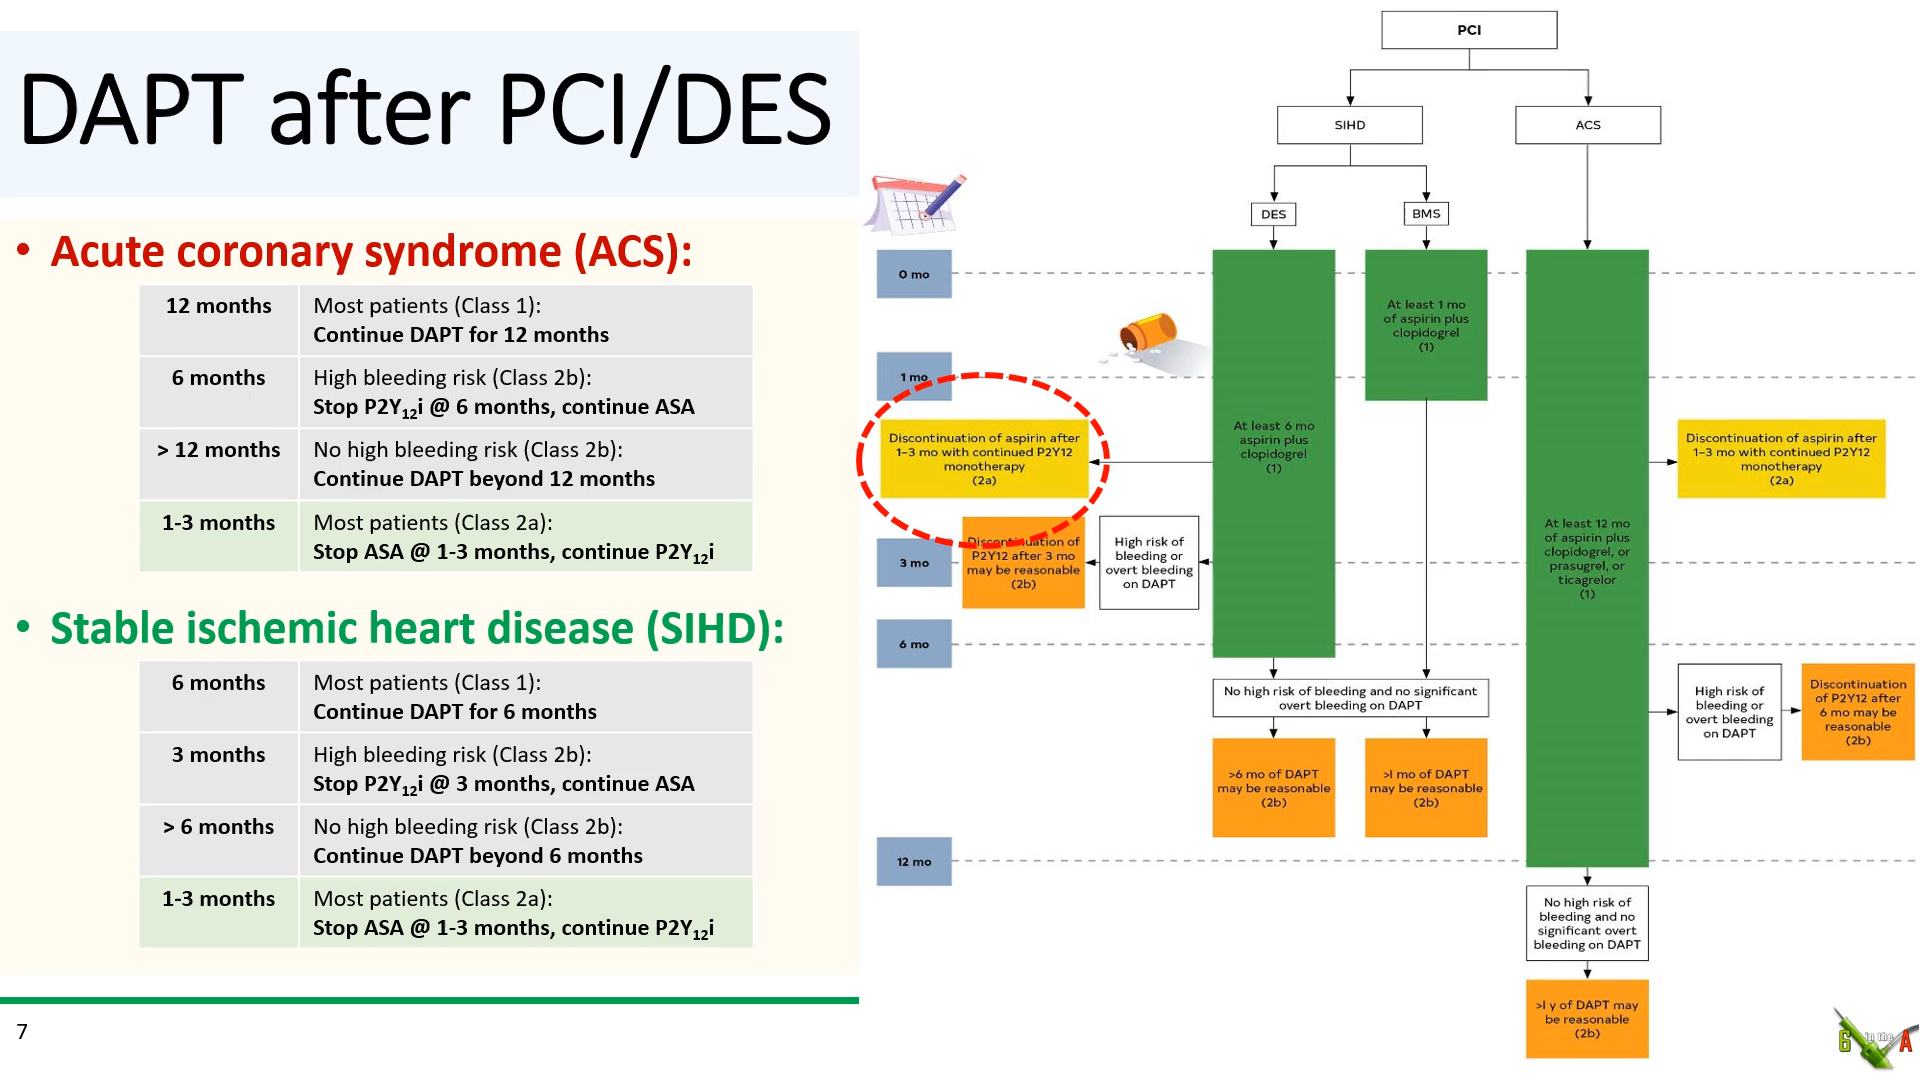 DAPT after PCI/DES
• Acute coronary syndrome (ACS):
12 months
Most patients (Class 1):
Continue DAPT for 12 months
6 months
High bleeding risk (Class 2b):
Stop P2Y12i @ 6 months, continue ASA
> 12 months
No high bleeding risk (Class 2b):
Continue DAPT beyond 12 months
1-3 months
Most patients (Class 2a):
Stop ASA @ 1-3 months, continue P2Y12i
• Stable ischemic heart disease (SIHD):
6 months
Most patients (Class 1):
Continue DAPT for 6 months
3 months
High bleeding risk (Class 2b):
Stop P2Y12i @ 3 months, continue ASA
> 6 months
No high bleeding risk (Class 2b):
Continue DAPT beyond 6 months
1-3 months
Most patients (Class 2a):
Stop ASA @ 1-3 months, continue P2Y12i
7
PCI
SIHD
ACS
DES
BMS
0 mo
1 mo
3 mo
6 mo
12 mo
Discontinuation of aspirin after
1–3 mo with continued P2Y12
monotherapy
(2a)
Discontinuation of
P2Y12 after 3 mo
may be reasonable
(2b)
High risk of
bleeding or
overt bleeding
on DAPT
At least 6 mo
aspirin plus
clopidogrel
(1)
At least 1 mo
of aspirin plus
clopidogrel
(1)
No high risk of bleeding and no significant
overt bleeding on DAPT
>6 mo of DAPT
may be reasonable
(2b)
>1 mo of DAPT
may be reasonable
(2b)
At least 12 mo
of aspirin plus
clopidogrel, or
prasugrel, or
ticagrelor
(1)
Discontinuation of aspirin after
1–3 mo with continued P2Y12
monotherapy
(2a)
High risk of
bleeding or
overt bleeding
on DAPT
Discontinuation
of P2Y12 after
6 mo may be
reasonable
(2b)
No high risk of
bleeding and no
significant overt
bleeding on DAPT
>1 y of DAPT may
be reasonable
(2b)
6 in the A